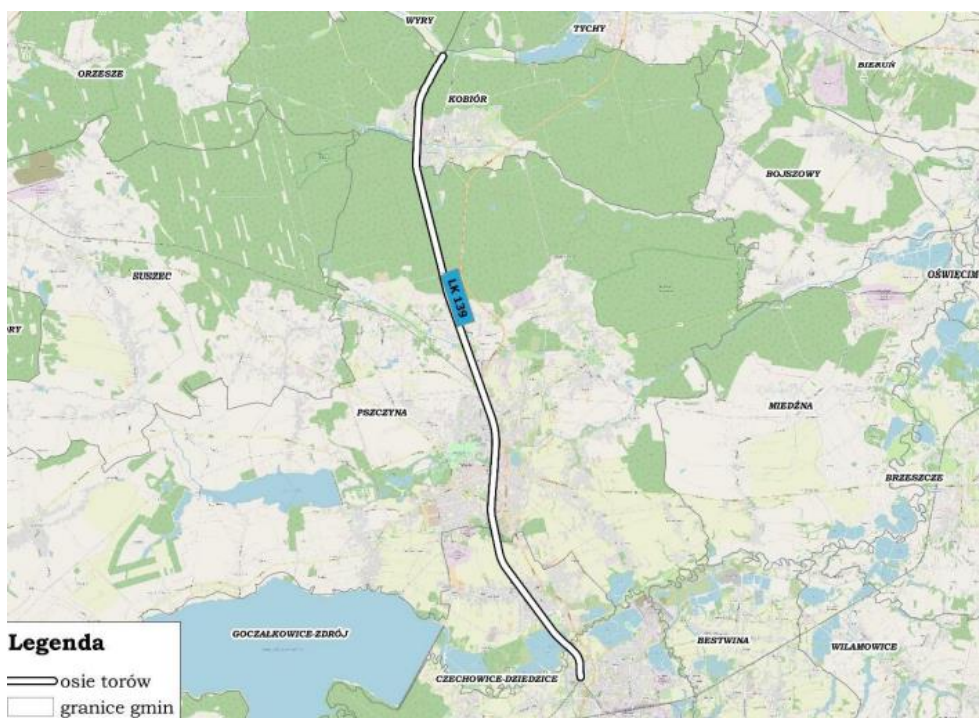 WYRY
TYCHY
BIERUŃ
ORZESZE
KOBIÓR
BOJSZOWY
SUSZEC
OŚWIĘCIM
LK 139
ORY
PSZCZYNA
MIEDŹNA
BRZESZCZE
GOCZAŁKOWICE-ZDRÓJ
BESTWINA
WILAMOWICE
CZECHOWICE-DZIEDZICE
Legenda
osie torów
granice gmin